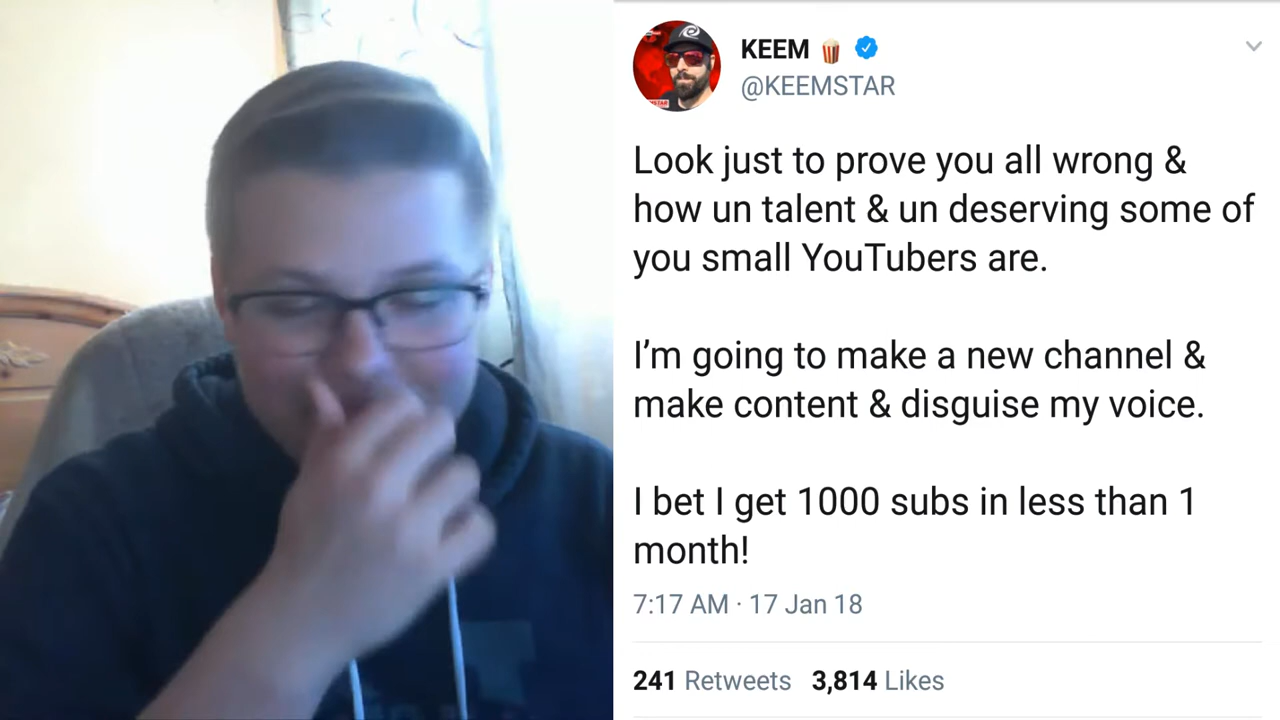 KEEM 🍿
@KEEMSTAR
Look just to prove you all wrong &
how un talent & un deserving some of
you small YouTubers are.
I’m going to make a new channel &
make content & disguise my voice.
I bet I get 1000 subs in less than 1
month!
7:17 AM · 17 Jan 18
241 Retweets 3,814 Likes